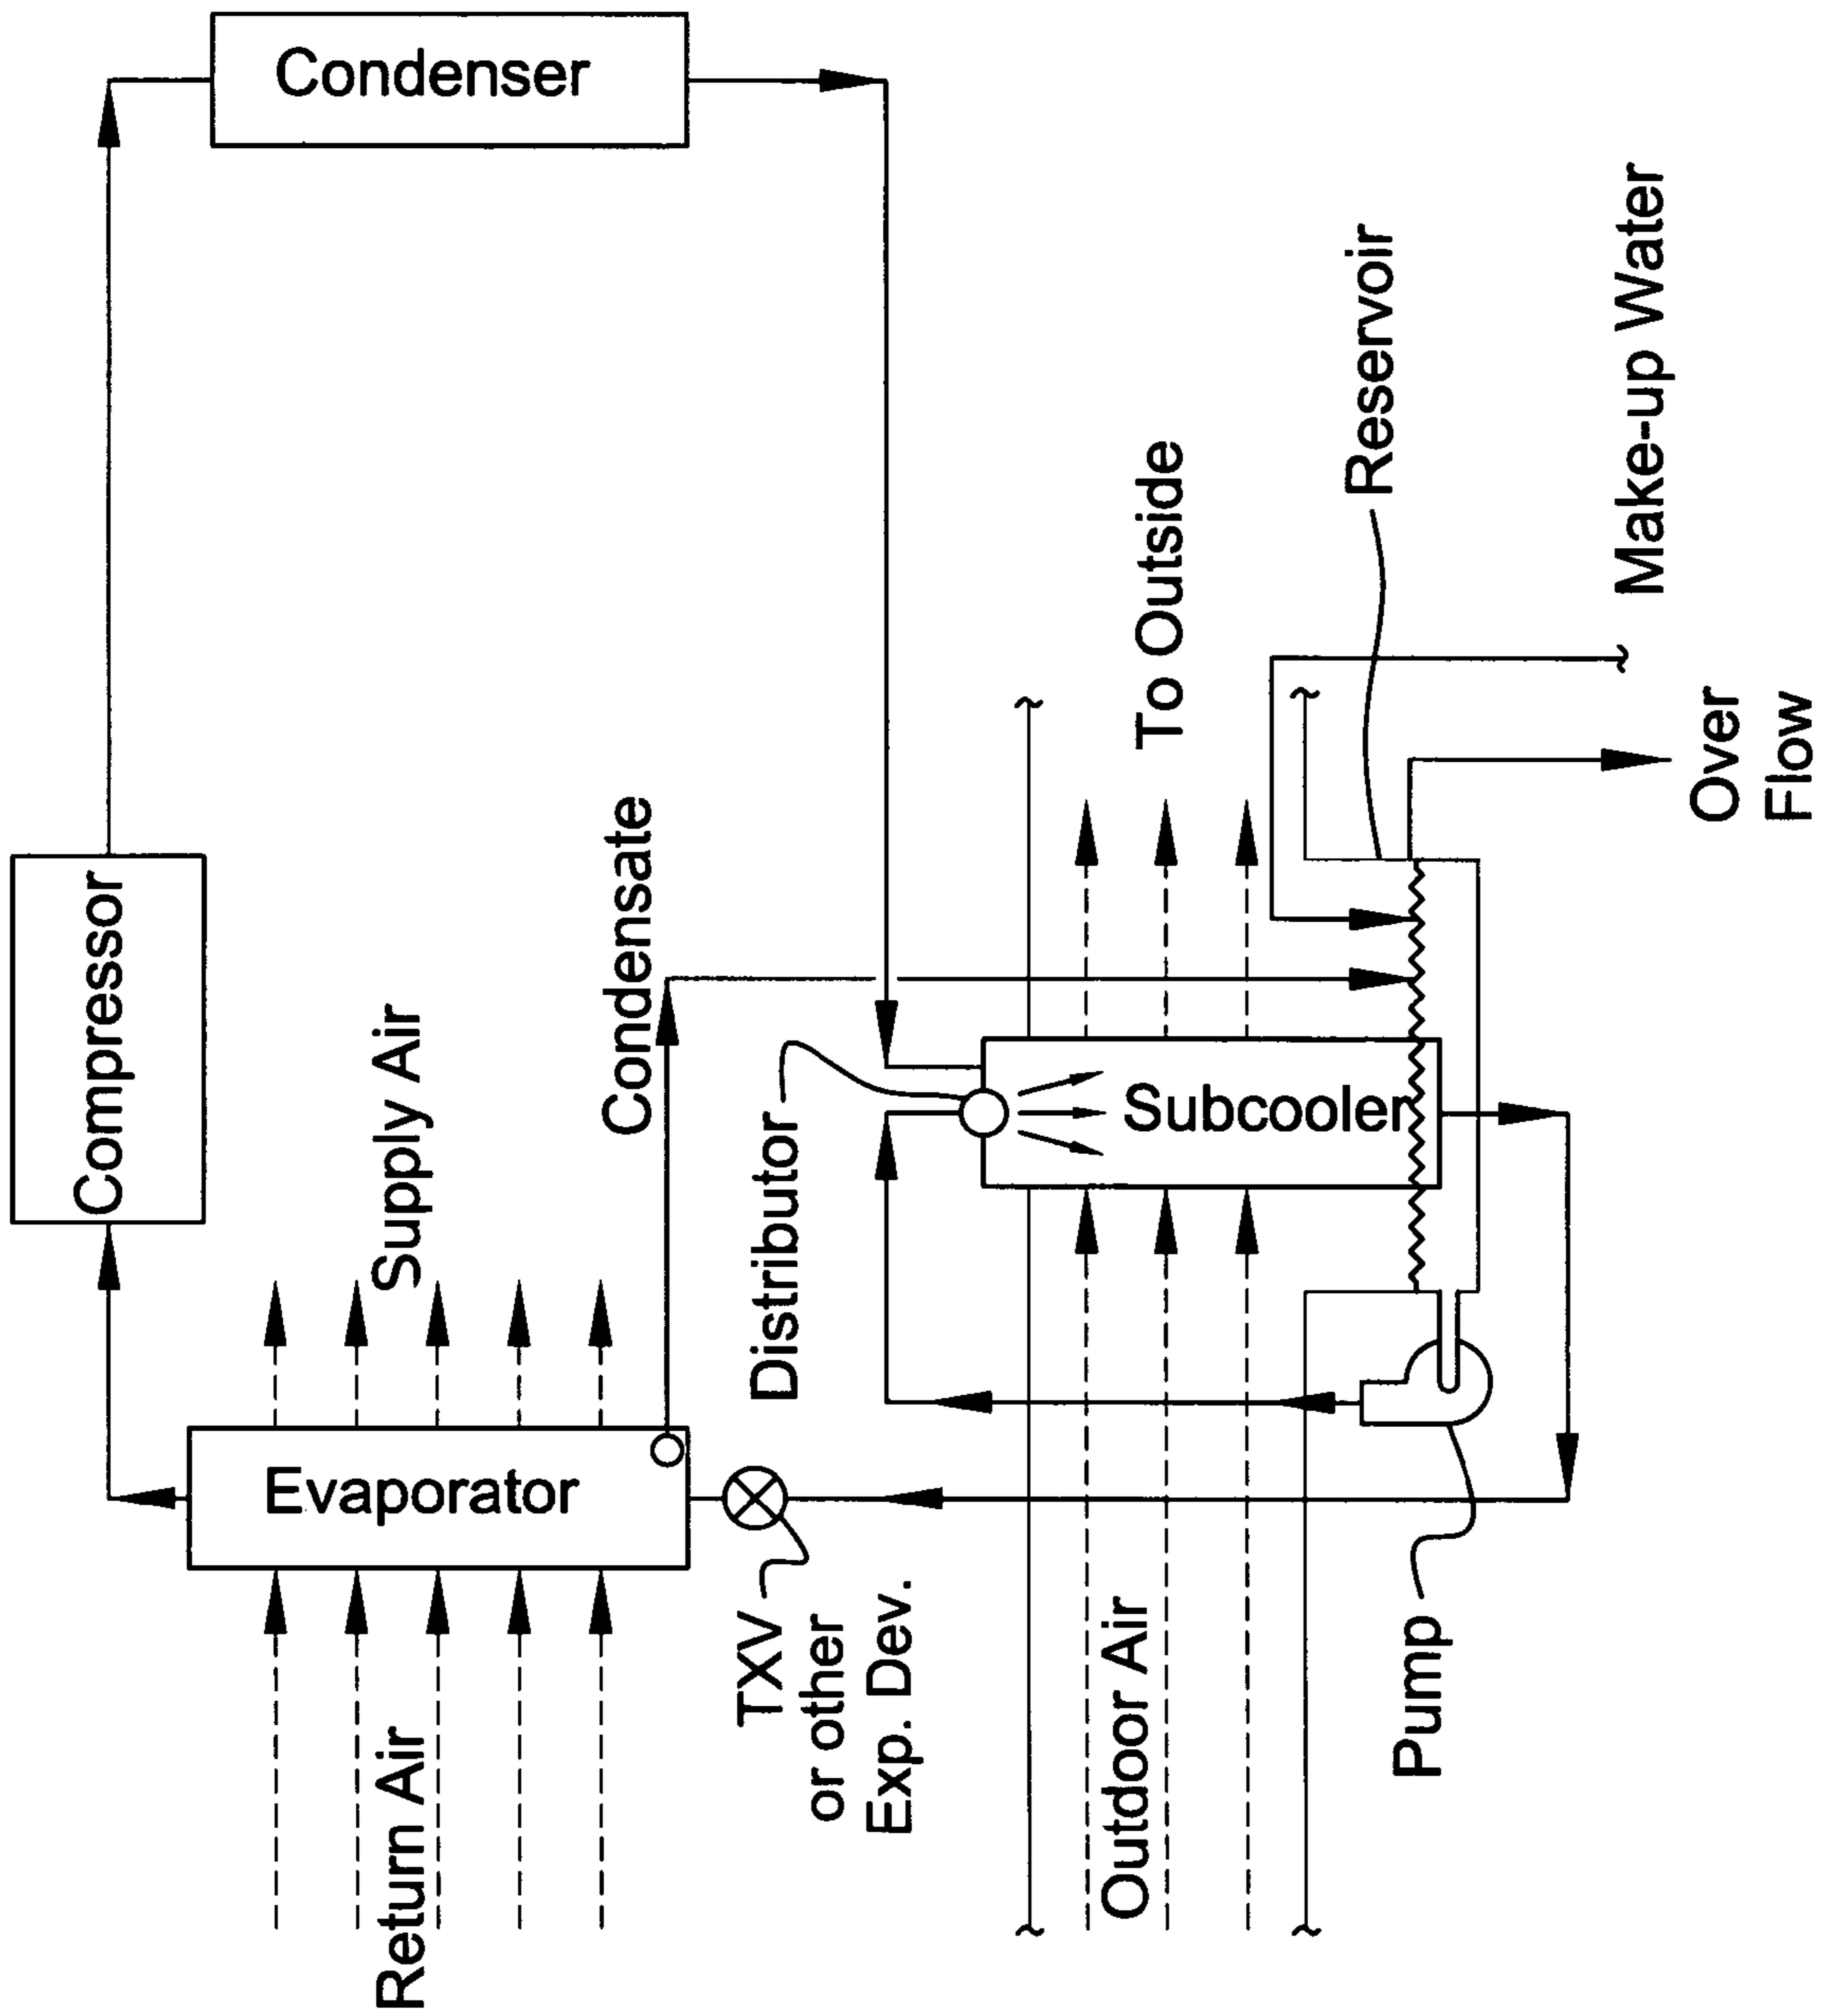 Condenser
Compressor
Supply Air
Condensate
Evaporator
Return Air
TXV
or other
Exp. Dev.
Distributor
Subcooler
To Outside
Outdoor Air
Reservoir
Make-up Water
Over
Flow
Pump